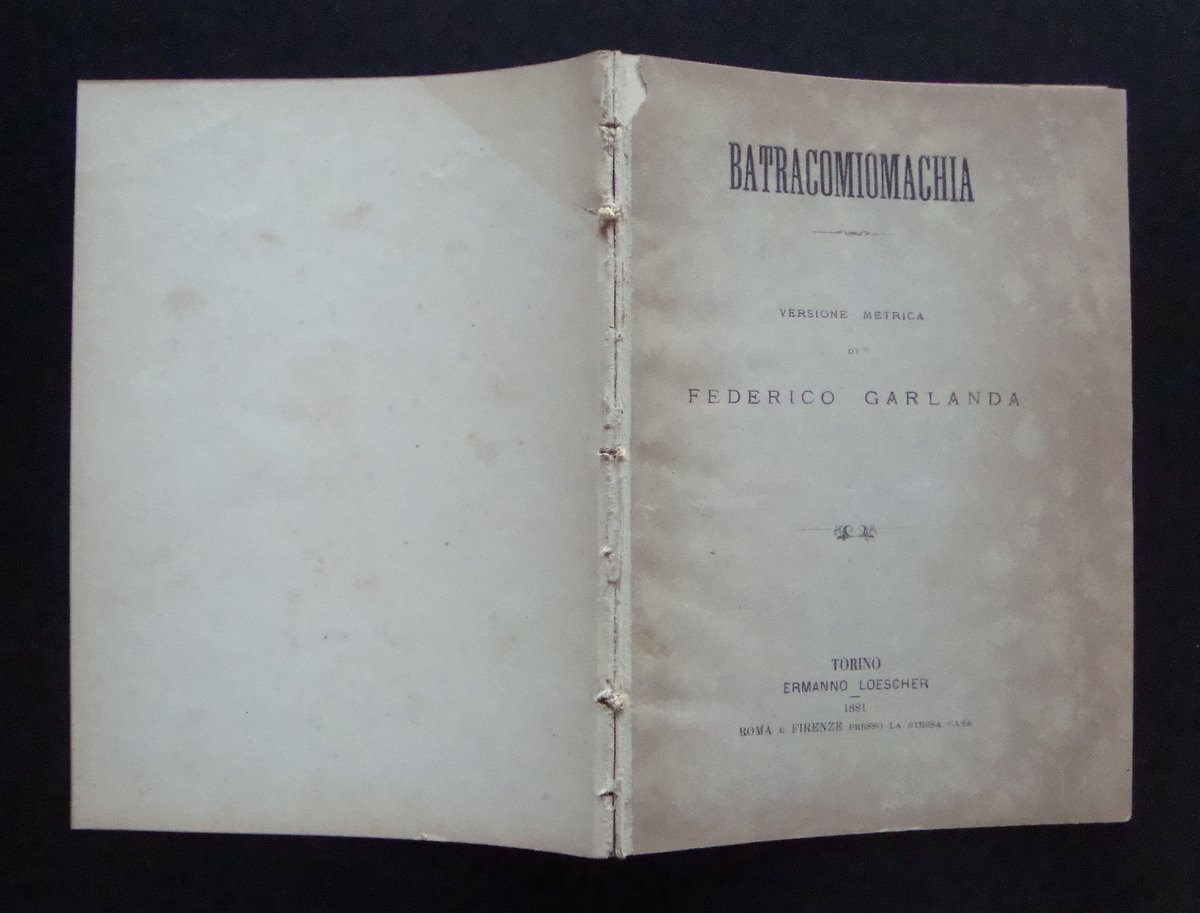 BATRACOMIOMACHIA
VERSIONE METRICA
DI
FEDERICO GARLANDA
TORINO
ERMANNO LOESCHER
1881
ROMA E FIRENZE PRESSO LA STESSA CASA